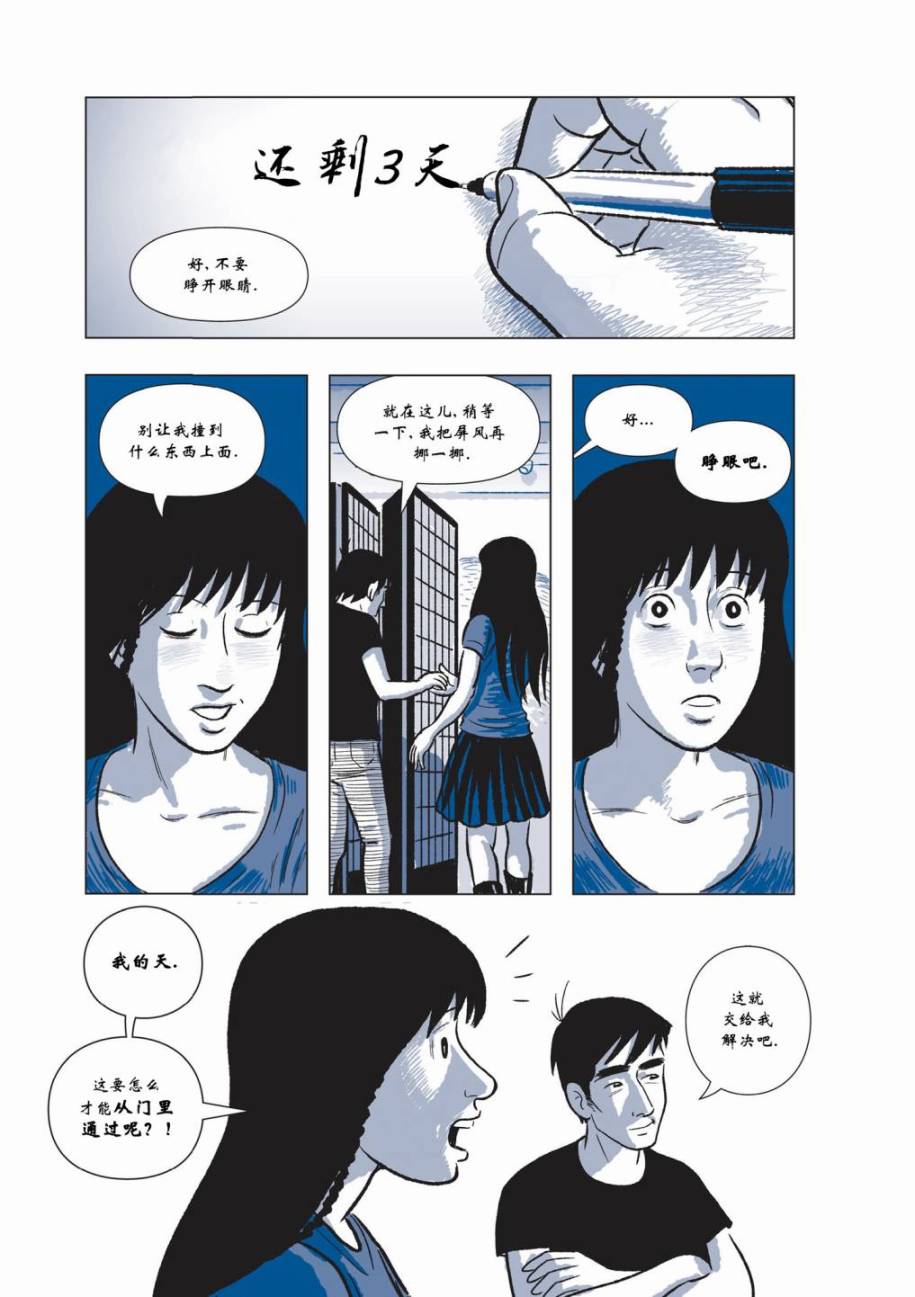 还剩3天
好,不要
睁开眼睛.
别让我撞到
什么东西上面.
就在这儿,稍等
一下,我把屏风再
挪一挪.
好...
睁眼吧.
我的天.
这要怎么
才能从门里
通过呢?!
这就
交给我
解决吧.